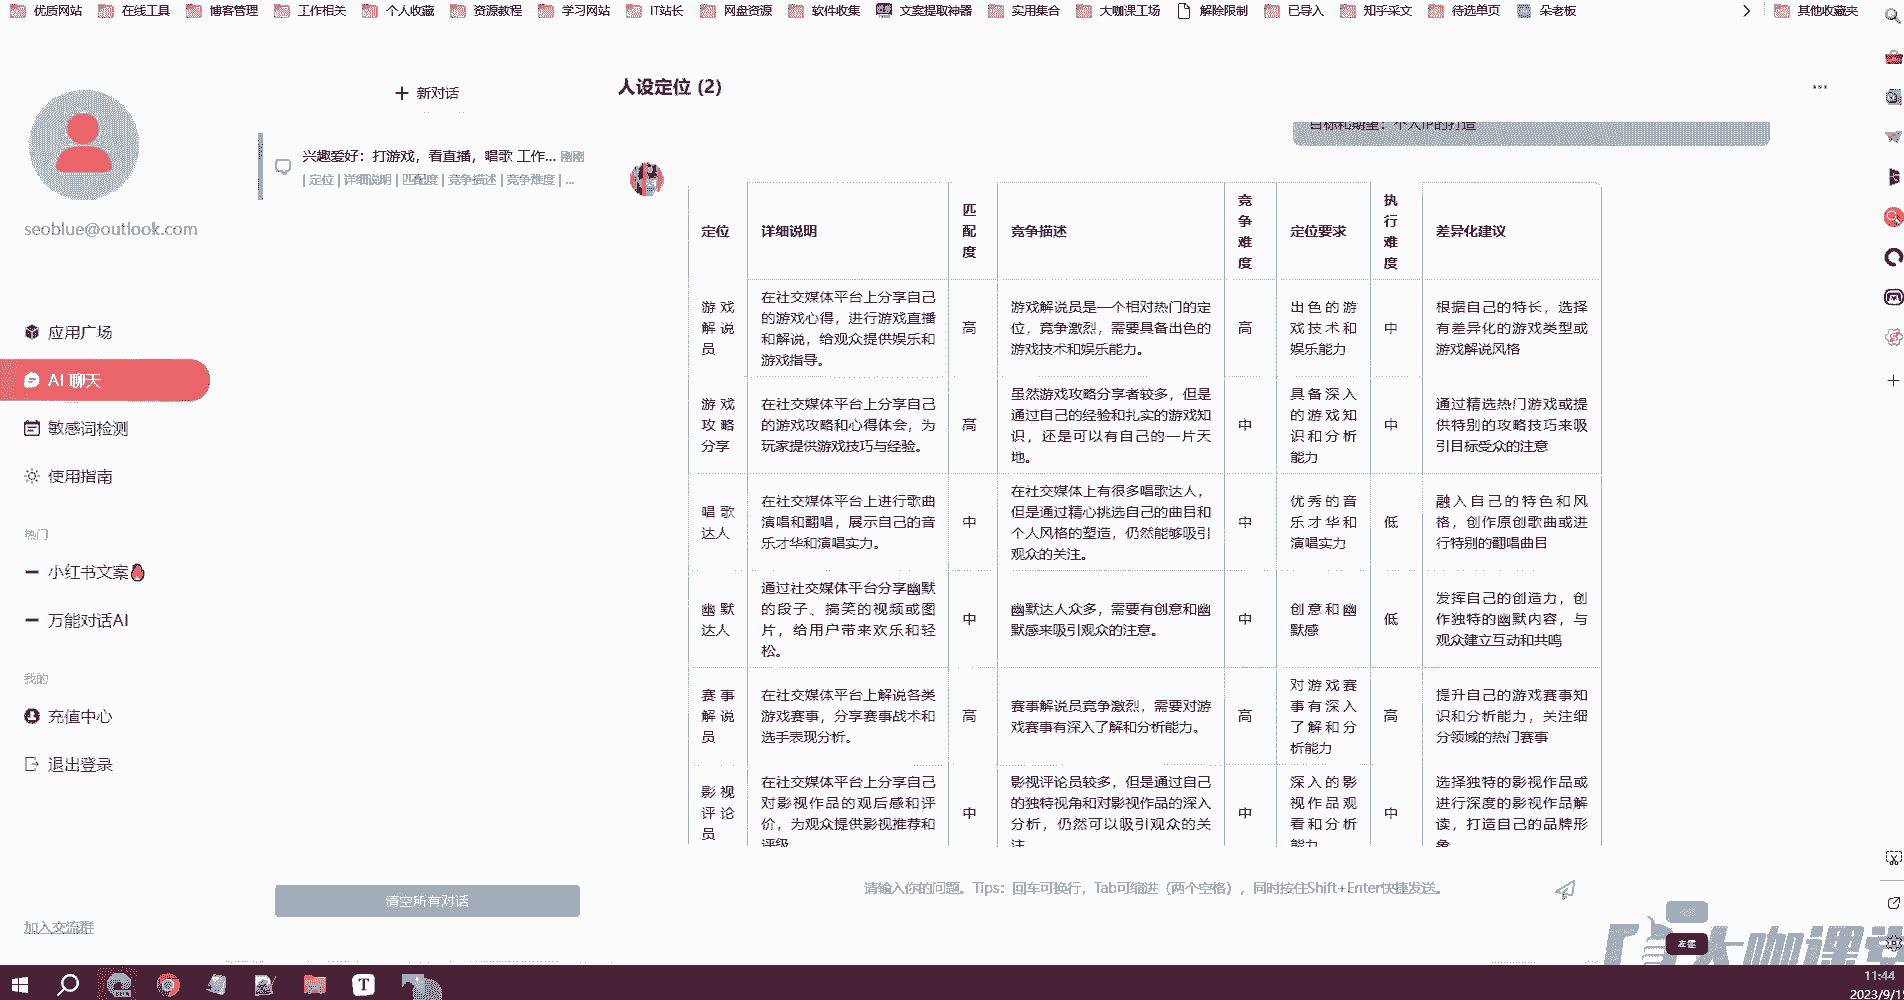 优质网站 在线工具 博客管理 工作相关 个人收藏 资源教程 学习网站 IT站长 网盘资源 软件收集 文案提取神器 实用集合 大咖课工场 解除限制 已导入 知乎采文 待选单页 朵老板 其他收藏夹
新对话
人设定位 (2)
目标和期望：个人IP的打造
兴趣爱好：打游戏，看直播，唱歌 工作... 刚刚
| 定位 | 详细说明 | 匹配度 | 竞争描述 | 竞争难度 | ...
seoblue@outlook.com
应用广场
AI 聊天
敏感词检测
使用指南
热门
小红书文案
万能对话AI
我的
充值中心
退出登录
加入交流群
清空所有对话
定位 详细说明 匹配度 竞争描述 竞争难度 定位要求 执行难度 差异化建议
游戏解说员 在社交媒体平台上分享自己的游戏心得，进行游戏直播和解说，给观众提供娱乐和游戏指导。 高 游戏解说员是一个相对热门的定位，竞争激烈，需要具备出色的游戏技术和娱乐能力。 高 出色的游戏技术和娱乐能力 中 根据自己的特长，选择有差异化的游戏类型或游戏解说风格
游戏攻略分享 在社交媒体平台上分享自己的游戏攻略和心得体会，为玩家提供游戏技巧与经验。 高 虽然游戏攻略分享者较多，但是通过自己的经验和扎实的游戏知识，还是可以有自己的一片天地。 中 具备深入的游戏知识和分析能力 中 通过精选热门游戏或提供特别的攻略技巧来吸引目标受众的注意
唱歌达人 在社交媒体平台上进行歌曲演唱和翻唱，展示自己的音乐才华和演唱实力。 中 在社交媒体上有很多唱歌达人，但是通过精心挑选自己的曲目和个人风格的塑造，仍然能够吸引观众的关注。 中 优秀的音乐才华和演唱实力 低 融入自己的特色和风格，创作原创歌曲或进行特别的翻唱曲目
幽默达人 通过社交媒体平台分享幽默的段子、搞笑的视频或图片，给用户带来欢乐和轻松。 中 幽默达人众多，需要有创意和幽默感来吸引观众的注意。 中 创意和幽默感 低 发挥自己的创造力，创作独特的幽默内容，与观众建立互动和共鸣
赛事解说员 在社交媒体平台上解说各类游戏赛事，分享赛事战术和选手表现分析。 高 赛事解说员竞争激烈，需要对游戏赛事有深入了解和分析能力。 高 对游戏赛事有深入了解和分析能力 高 提升自己的游戏赛事知识和分析能力，关注细分领域的热门赛事
影视评论员 在社交媒体平台上分享自己对影视作品的观后感和评价，为观众提供影视推荐和评级 中 影视评论员较多，但是通过自己的独特视角和对影视作品的深入分析，仍然可以吸引观众的关注 中 深入的影视作品观看和分析能力 中 选择独特的影视作品或进行深度的影视作品解读，打造自己的品牌形象
请输入你的问题。Tips：回车可换行，Tab可缩进（两个空格），同时按住Shift+Enter快捷发送。
大咖课
11:44
2023/9/1